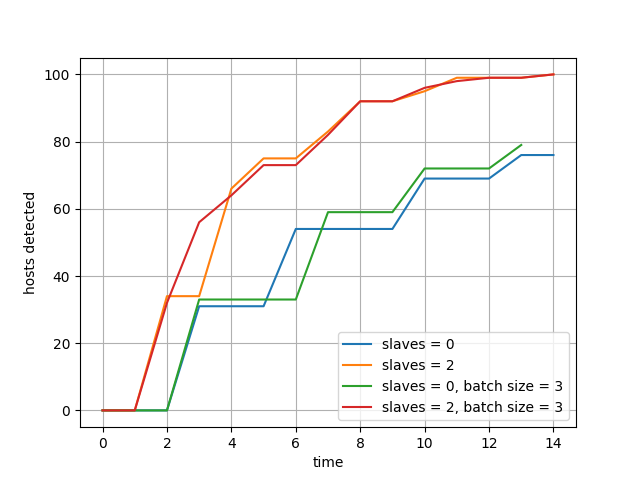 100
80
60
40
20
0
hosts detected
slaves = 0
slaves = 2
slaves = 0, batch size = 3
slaves = 2, batch size = 3
0 2 4 6 8 10 12 14
time